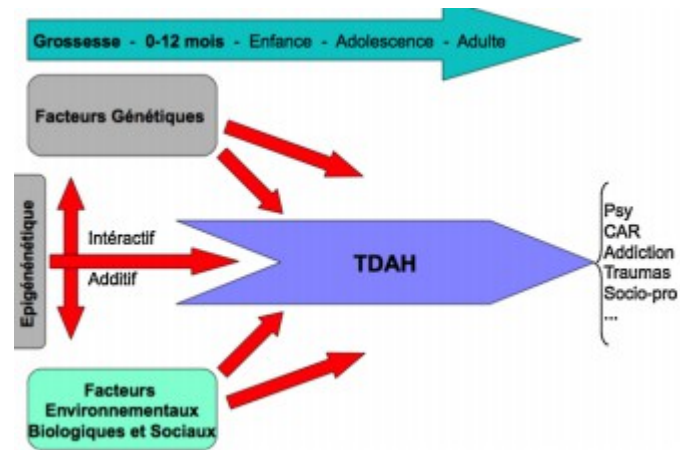 Grossesse - 0-12 mois - Enfance - Adolescence - Adulte
Facteurs Génétiques
Epigénénétique
Intéractif
Additif
TDAH
Psy
CAR
Addiction
Traumas
Socio-pro
...
Facteurs
Environnementaux
Biologiques et Sociaux